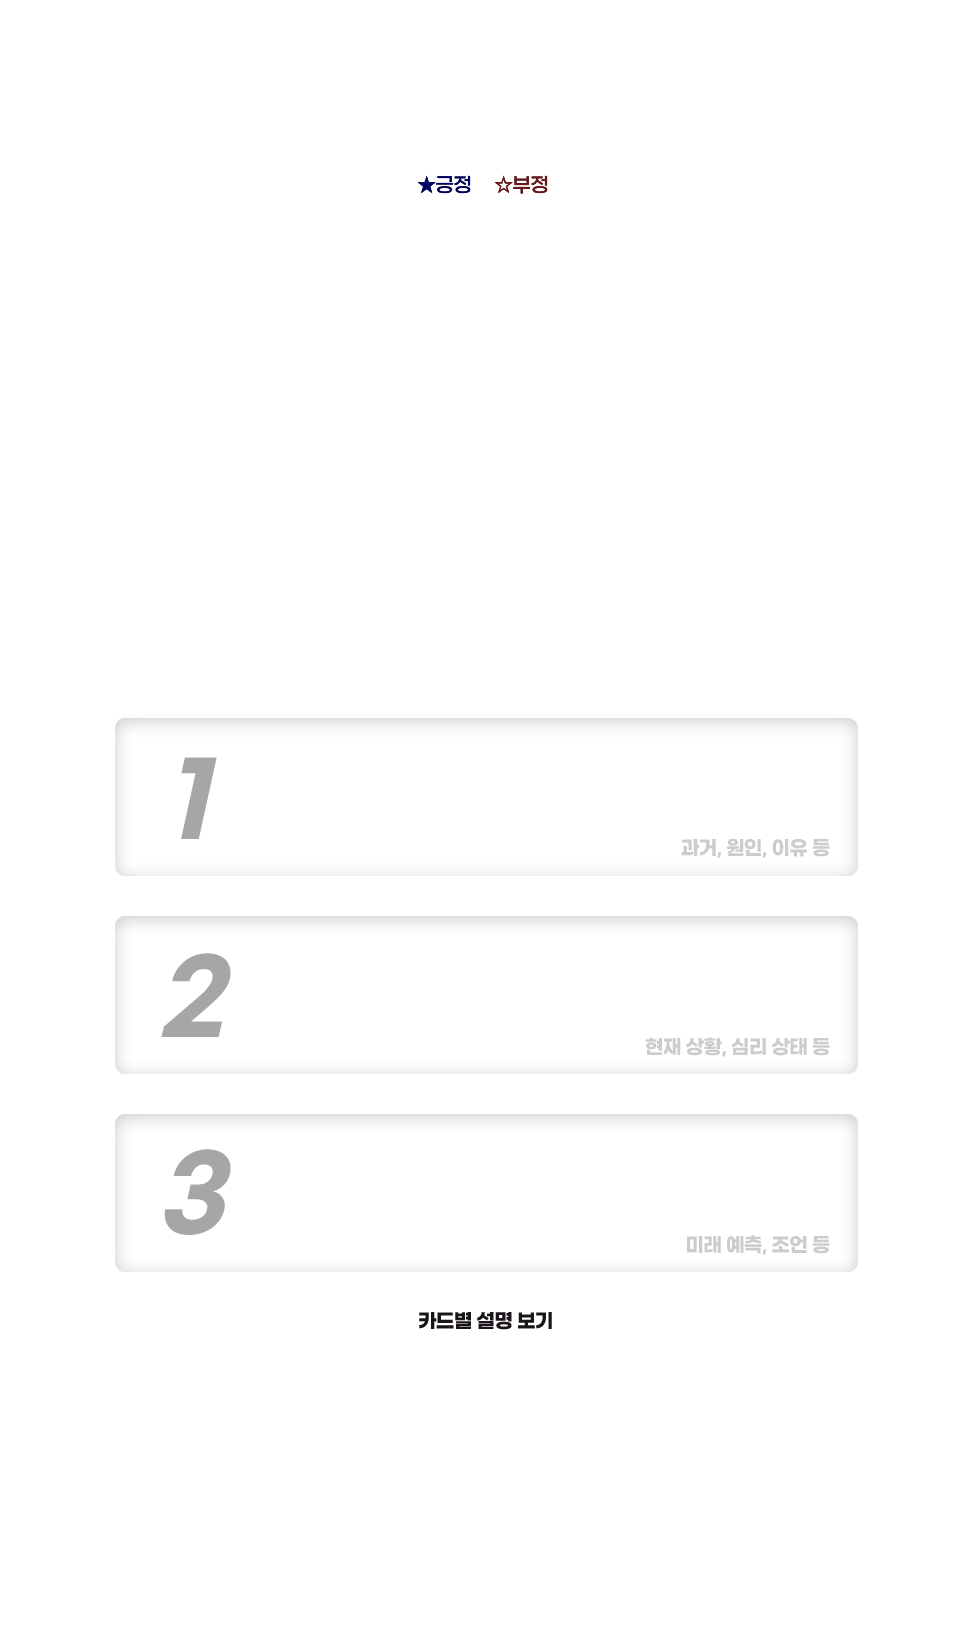 ★긍정 ☆부정
1
과거, 원인, 이유 등
2
현재 상황, 심리 상태 등
3
미래 예측, 조언 등
카드별 설명 보기